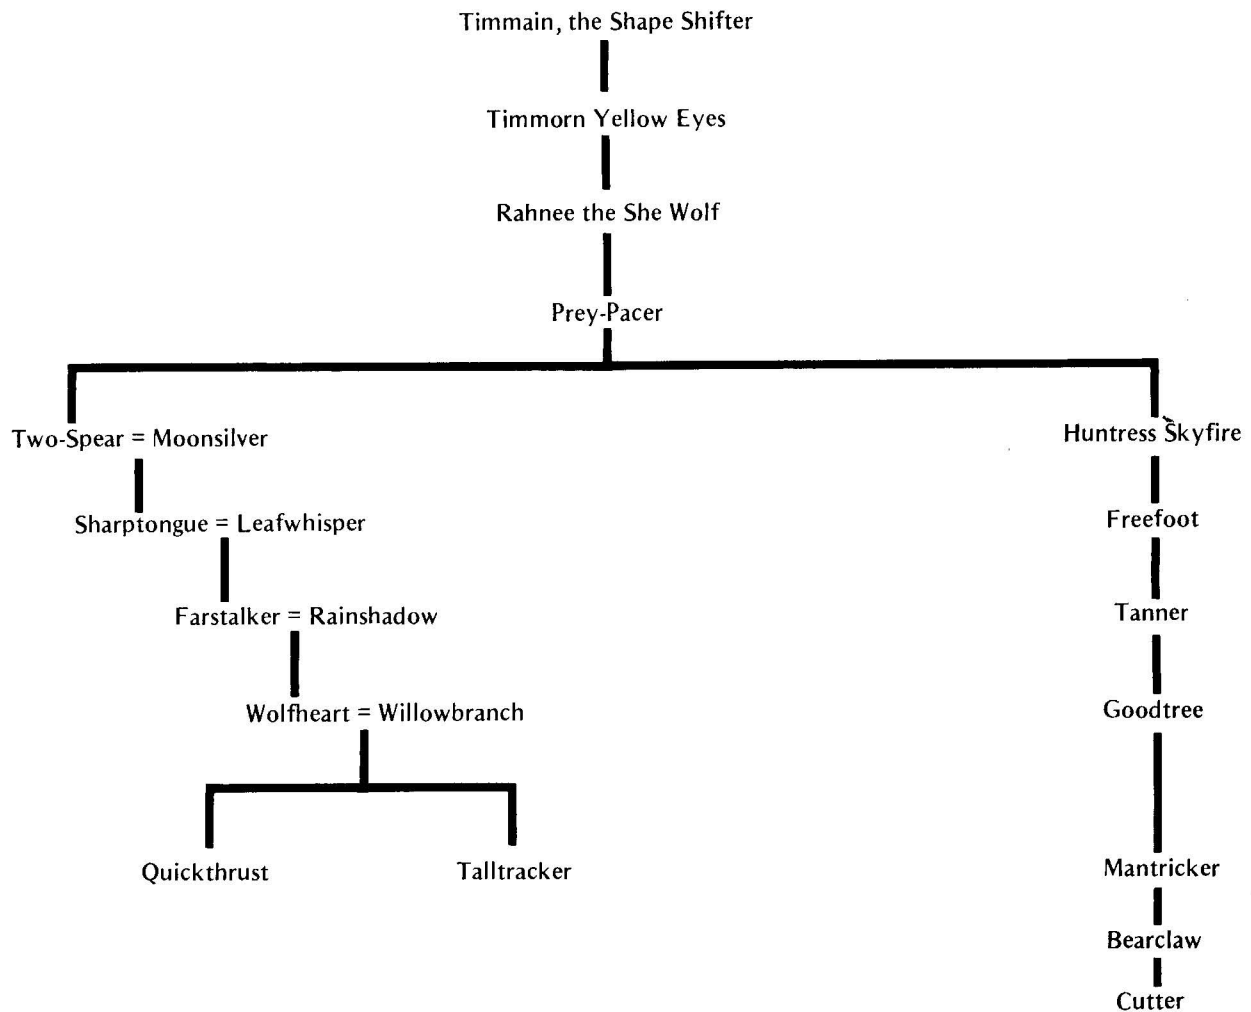 Timmain, the Shape Shifter
Timmorn Yellow Eyes
Rahnee the She Wolf
Prey-Pacer
Two-Spear = Moonsilver
Huntress Skyfire
Sharptongue = Leafwhisper
Freefoot
Farstalker = Rainshadow
Tanner
Wolfheart = Willowbranch
Goodtree
Quickthrust
Talltracker
Mantricker
Bearclaw
Cutter